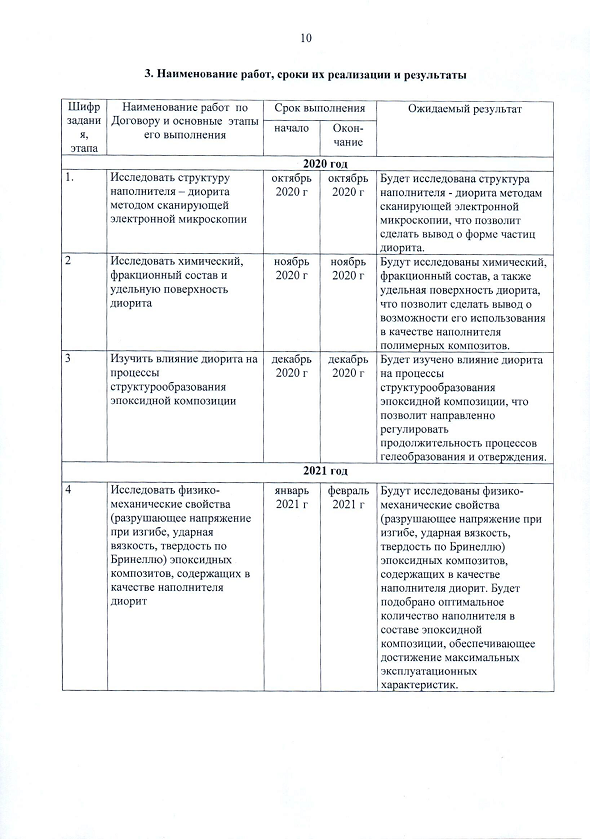 10
3. Наименование работ, сроки их реализации и результаты
Шифр
задани
я,
этапа
Наименование работ по
Договору и основные этапы
его выполнения
Срок выполнения
начало
Окон-
чание
Ожидаемый результат
2020 год
1.
Исследовать структуру
наполнителя – диорита
методом сканирующей
электронной микроскопии
октябрь
2020 г
октябрь
2020 г
Будет исследована структура
наполнителя - диорита методам
сканирующей электронной
микроскопии, что позволит
сделать вывод о форме частиц
диорита.
2
Исследовать химический,
фракционный состав и
удельную поверхность
диорита
ноябрь
2020 г
ноябрь
2020 г
Будут исследованы химический,
фракционный состав, а также
удельная поверхность диорита,
что позволит сделать вывод о
возможности его использования
в качестве наполнителя
полимерных композитов.
3
Изучить влияние диорита на
процессы
структурообразования
эпоксидной композиции
декабрь
2020 г
декабрь
2020 г
Будет изучено влияние диорита
на процессы
структурообразования
эпоксидной композиции, что
позволит направленно
регулировать
продолжительность процессов
гелеобразования и отверждения.
2021 год
4
Исследовать физико-
механические свойства
(разрушающее напряжение
при изгибе, ударная
вязкость, твердость по
Бринеллю) эпоксидных
композитов, содержащих в
качестве наполнителя
диорит
январь
2021 г
февраль
2021 г
Будут исследованы физико-
механические свойства
(разрушающее напряжение при
изгибе, ударная вязкость,
твердость по Бринеллю)
эпоксидных композитов,
содержащих в качестве
наполнителя диорит. Будет
подобрано оптимальное
количество наполнителя в
составе эпоксидной
композиции, обеспечивающее
достижение максимальных
эксплуатационных
характеристик.